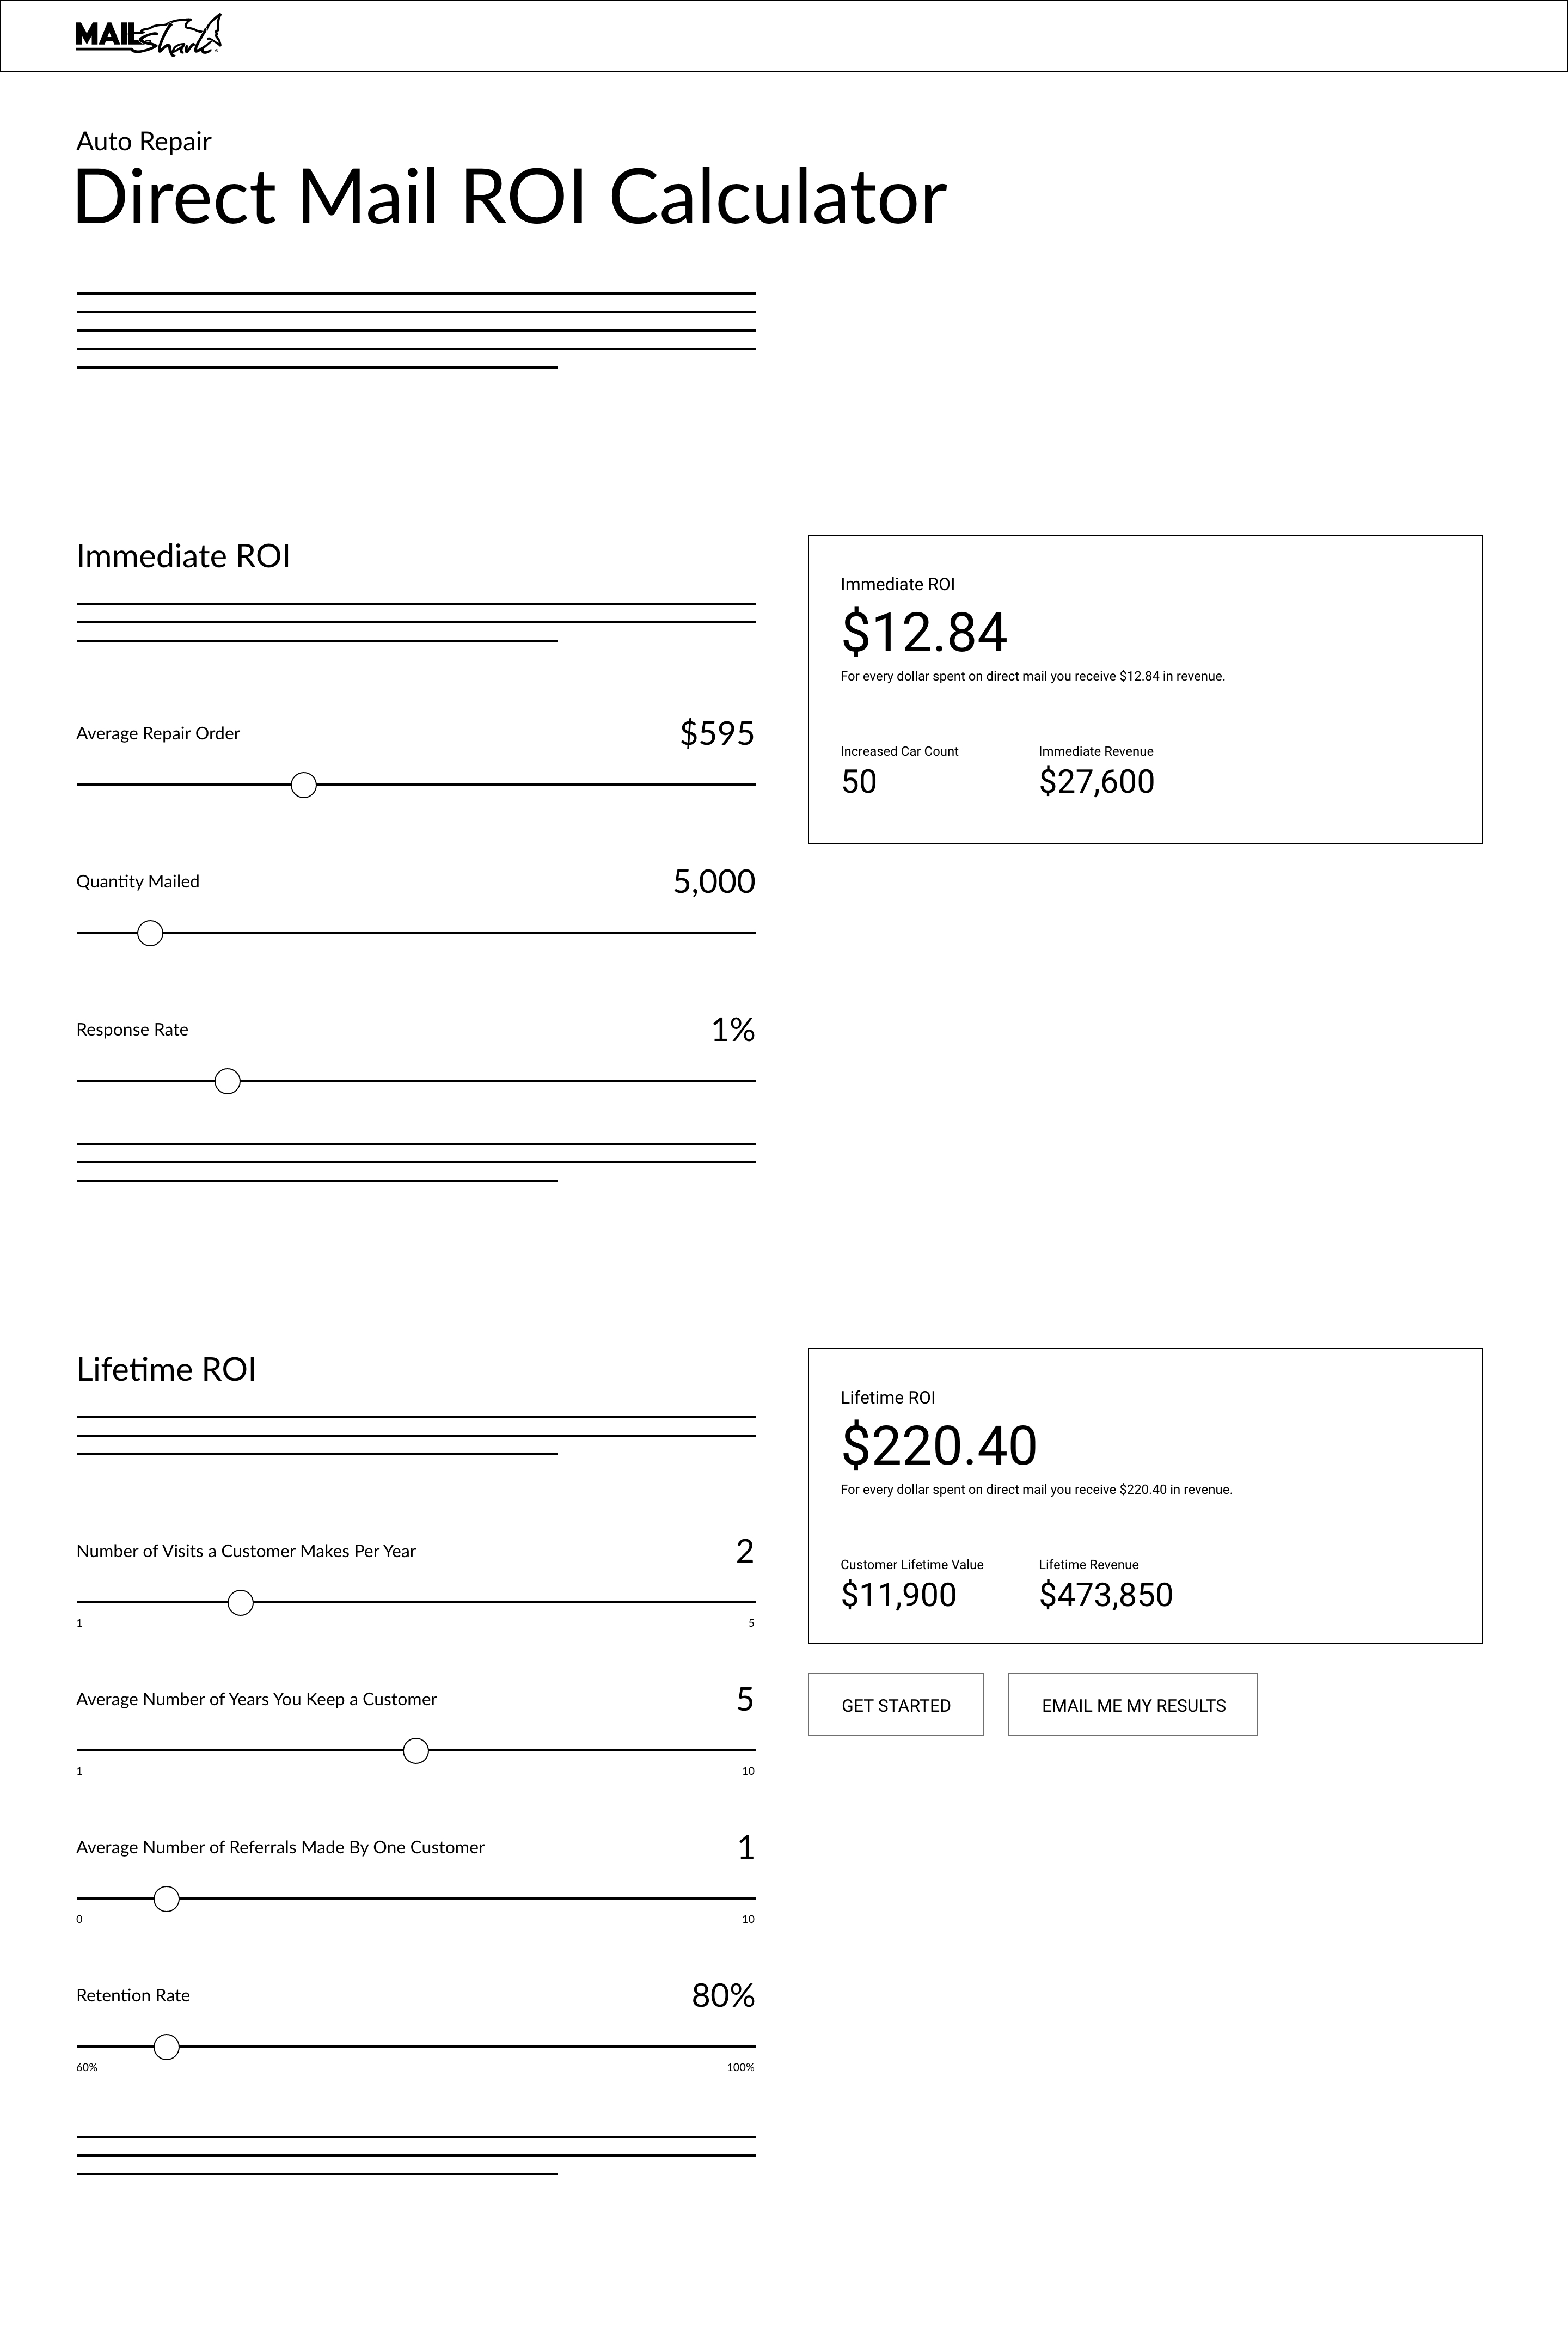 MAIL Shark®
Auto Repair
Direct Mail ROI Calculator
Immediate ROI
Average Repair Order
$595
Quantity Mailed
5,000
Response Rate
1%
Immediate ROI
$12.84
For every dollar spent on direct mail you receive $12.84 in revenue.
Increased Car Count
50
Immediate Revenue
$27,600
Lifetime ROI
Number of Visits a Customer Makes Per Year
2
1
5
Average Number of Years You Keep a Customer
5
1
10
Average Number of Referrals Made By One Customer
1
0
10
Retention Rate
80%
60%
100%
Lifetime ROI
$220.40
For every dollar spent on direct mail you receive $220.40 in revenue.
Customer Lifetime Value
$11,900
Lifetime Revenue
$473,850
GET STARTED
EMAIL ME MY RESULTS